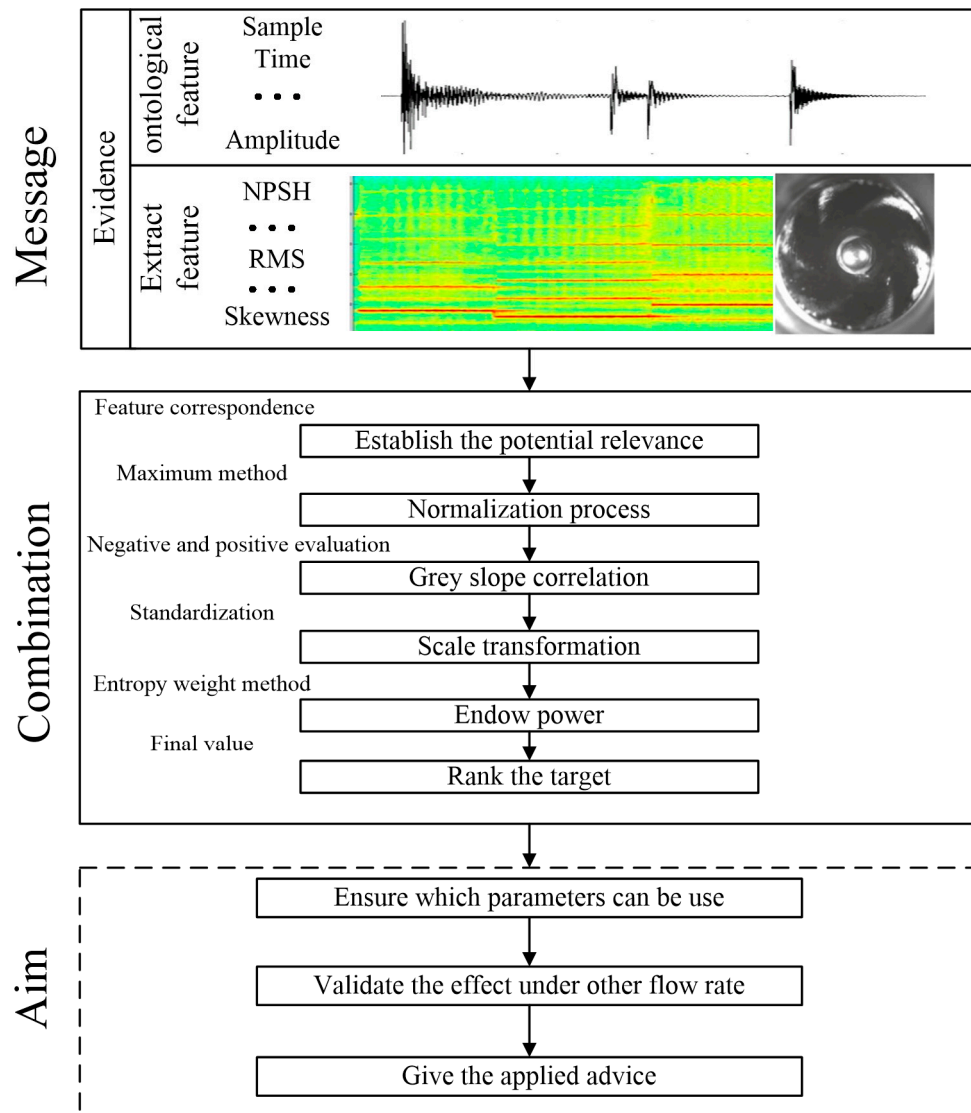 Message
Evidence
ontological
feature
Sample
Time
Amplitude
Extract
feature
NPSH
RMS
Skewness
Combination
Feature correspondence
Establish the potential relevance
Maximum method
Normalization process
Negative and positive evaluation
Grey slope correlation
Standardization
Scale transformation
Entropy weight method
Endow power
Final value
Rank the target
Aim
Ensure which parameters can be use
Validate the effect under other flow rate
Give the applied advice